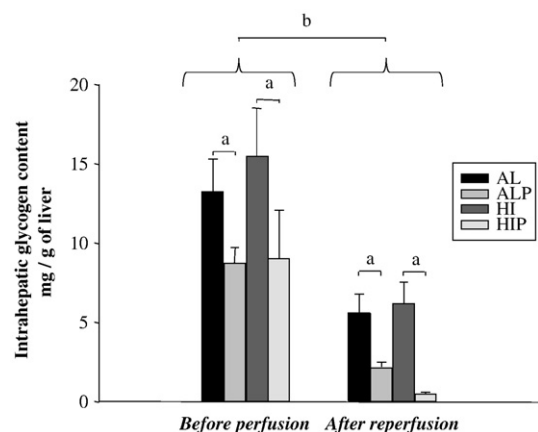 b
a
a
20
15
10
5
0
a
a
Intrahepatic glycogen content
mg / g of liver
AL
ALP
HI
HIP
Before perfusion
After reperfusion